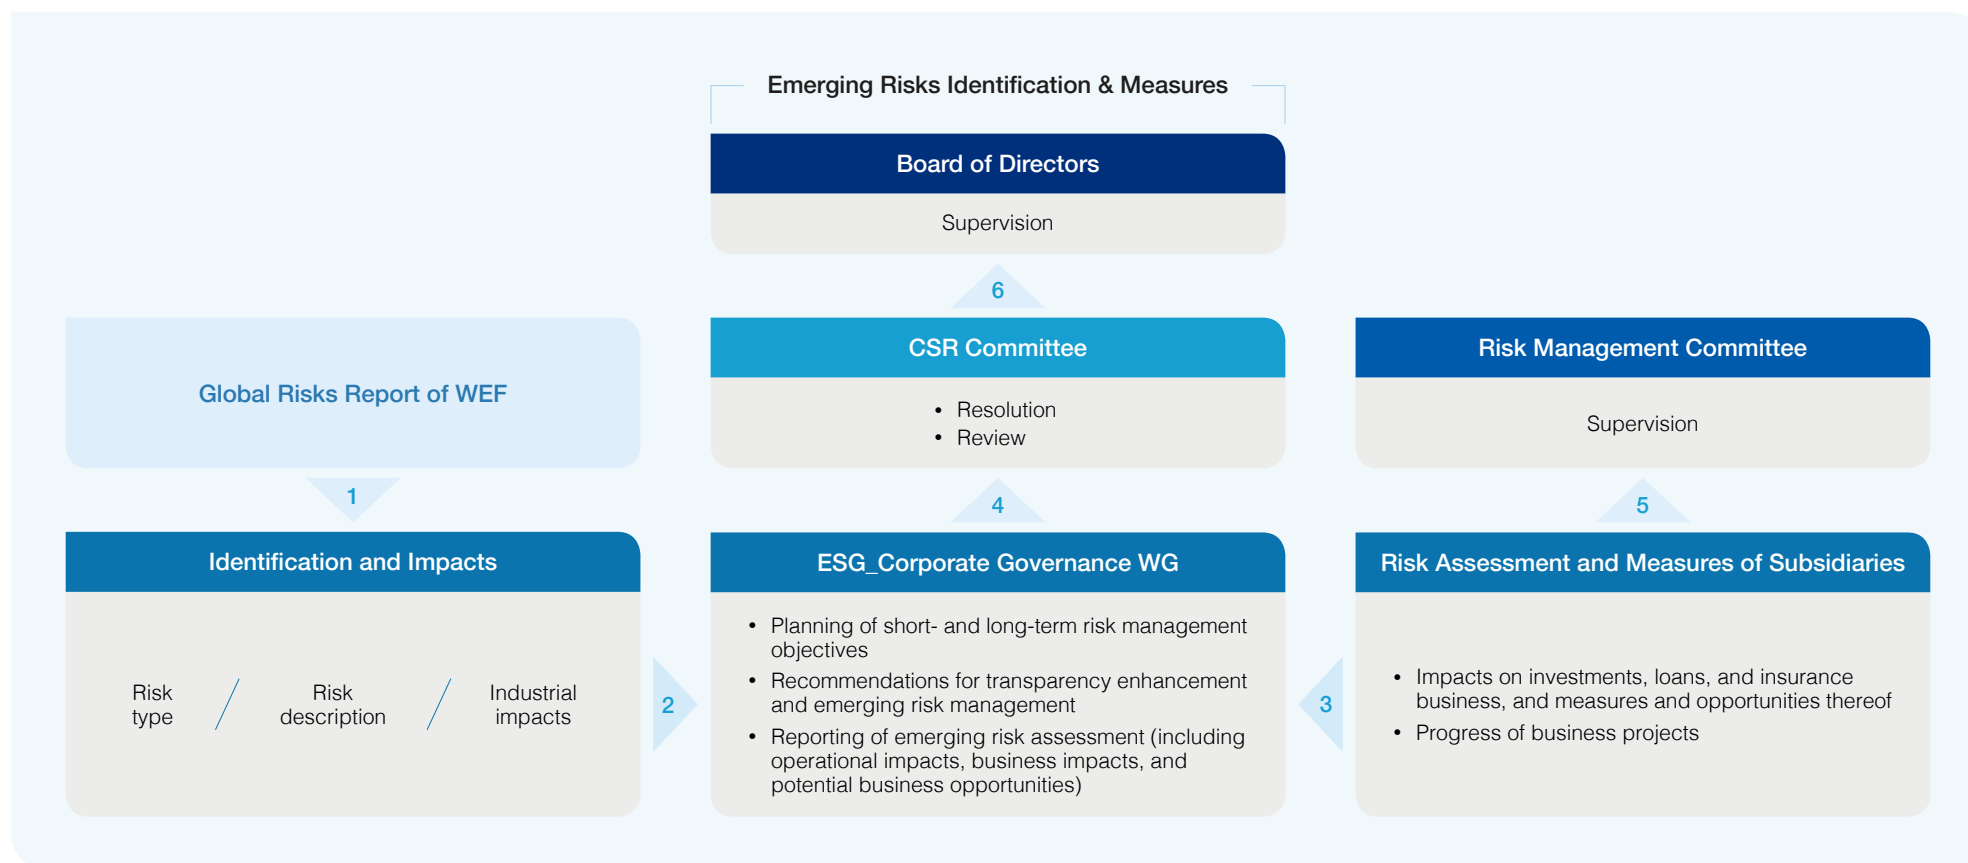 Emerging Risks Identification & Measures
Board of Directors
Supervision
6
Global Risks Report of WEF
CSR Committee
• Resolution
• Review
Risk Management Committee
Supervision
1
4
5
Identification and Impacts
Risk
type
Risk
description
Industrial
impacts
2
ESG_Corporate Governance WG
• Planning of short- and long-term risk management
objectives
• Recommendations for transparency enhancement
and emerging risk management
• Reporting of emerging risk assessment (including
operational impacts, business impacts, and
potential business opportunities)
3
Risk Assessment and Measures of Subsidiaries
• Impacts on investments, loans, and insurance
business, and measures and opportunities thereof
• Progress of business projects